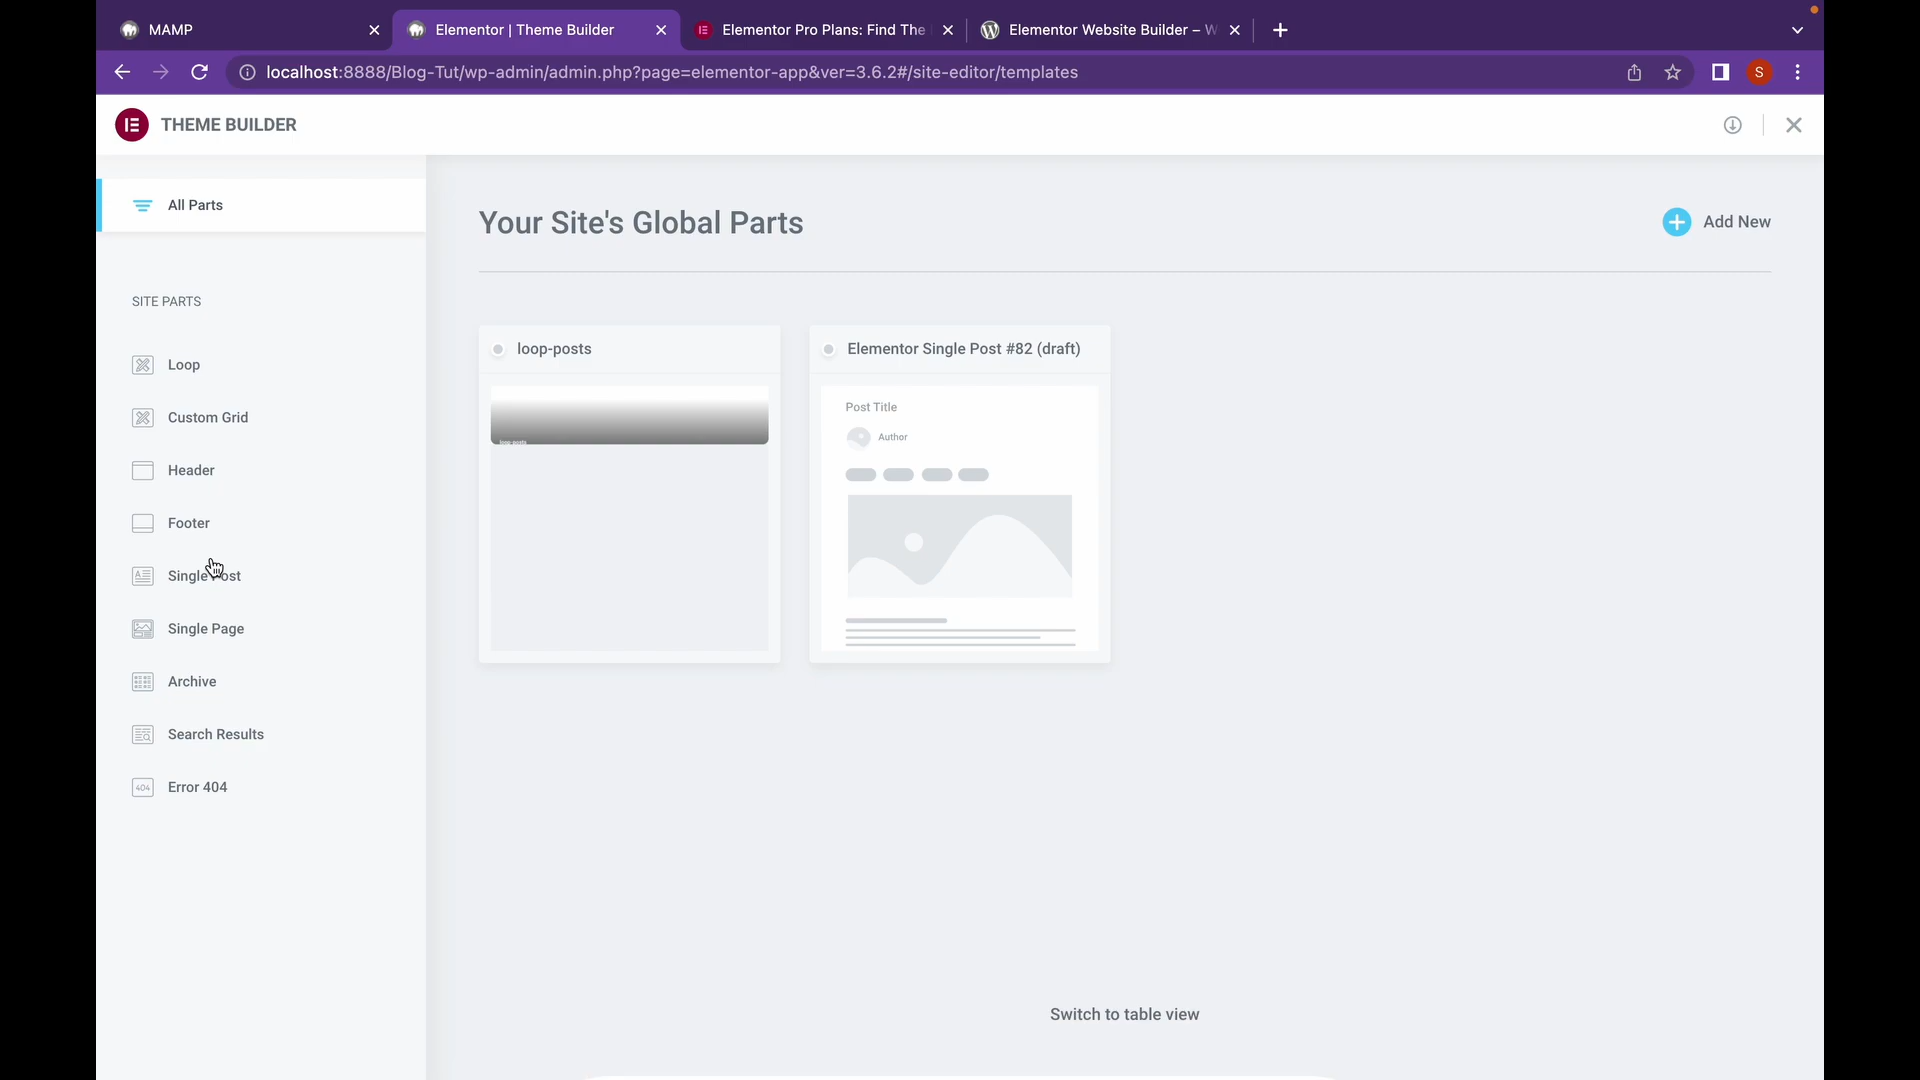 MAMP
Elementor | Theme Builder
Elementor Pro Plans: Find The
Elementor Website Builder – W
localhost:8888/Blog-Tut/wp-admin/admin.php?page=elementor-app&ver=3.6.2#/site-editor/templates
S
THEME BUILDER
All Parts
Your Site's Global Parts
Add New
SITE PARTS
Loop
Custom Grid
Header
Footer
Single Post
Single Page
Archive
Search Results
404
Error 404
loop-posts
loop-posts
Elementor Single Post #82 (draft)
Post Title
Author
Switch to table view